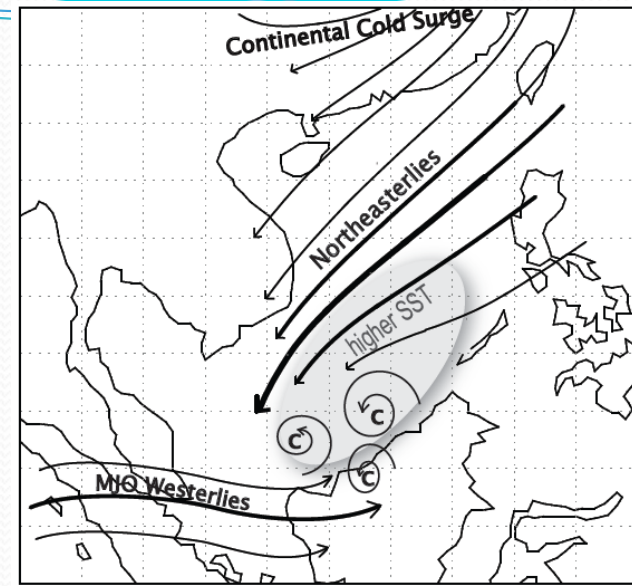 Continental Cold Surge
Northeasterlies
higher SST
C
C
C
MJO Westerlies